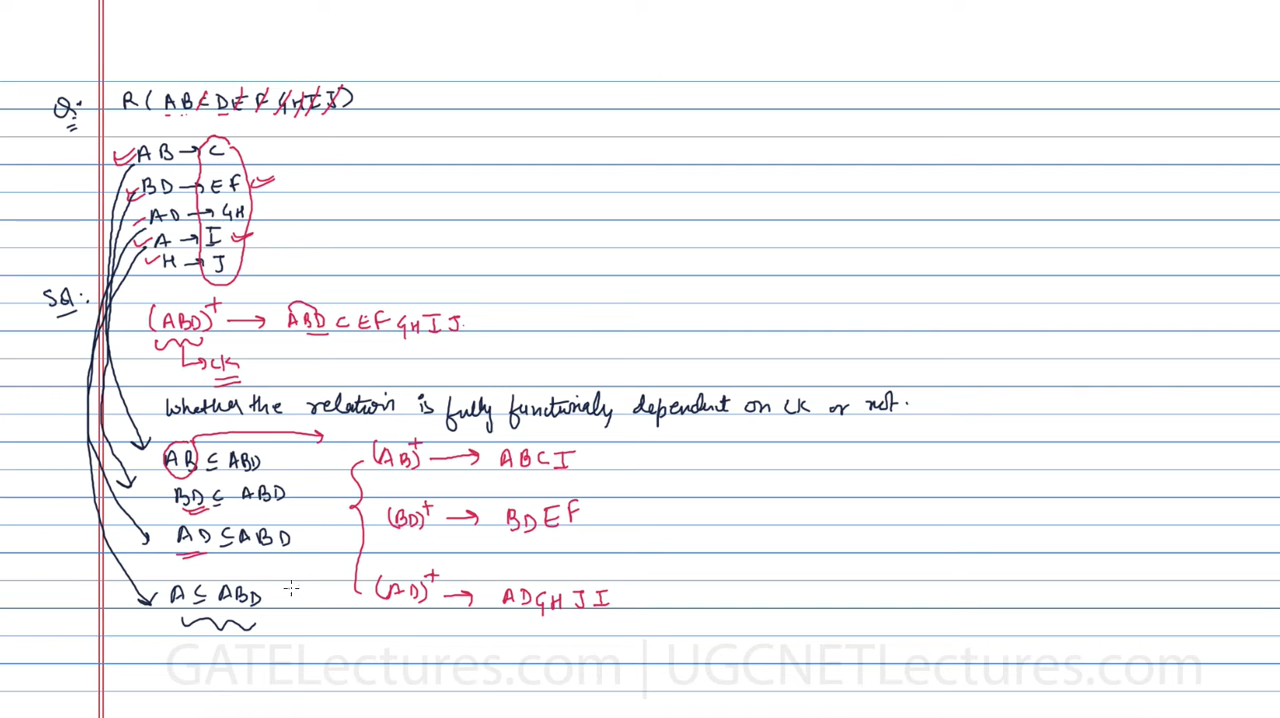 Q:- R ( A B C D E F G H I J )
AB → C
BD → EF
AD → GH
A → I
H → J
Sol:
(ABD)+ → ABD C EF GH I J.
→ CK
Whether the relation is fully functionaly dependent on CK or not.
AB ⊆ ABD
(AB)+ → ABCI
BD ⊆ ABD
(BD)+ → BDEF
AD ⊆ ABD
A ⊆ ABD
(AD)+ → ADGHJI
GATELectures.com | UGCNETLectures.com